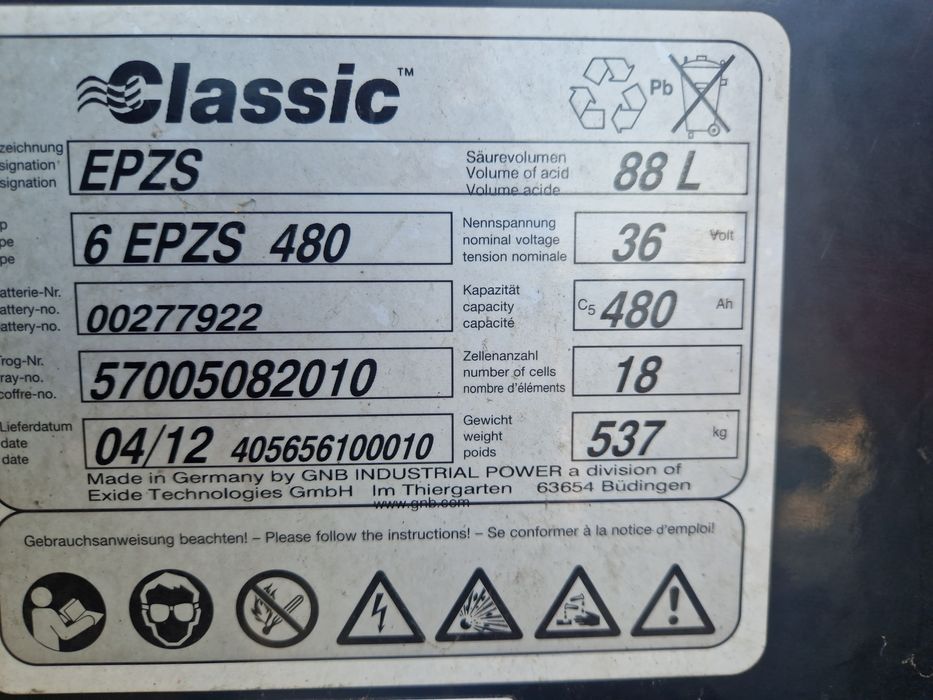 Classic™
Pb
zeichnung
signation
signation
EPZS
Säurevolumen
Volume of acid
Volume acide
88 L
p
pe
pe
6 EPZS 480
Nennspannung
nominal voltage
tension nominale
36 Volt
atterie-Nr.
attery-no.
attery-no.
00277922
Kapazität
capacity
capacité
C5 480 Ah
Trog-Nr.
ray-no.
coffre-no.
57005082010
Zellenanzahl
number of cells
nombre d'éléments
18
Lieferdatum
date
date
04/12 405656100010
Gewicht
weight
poids
537 kg
Made in Germany by GNB INDUSTRIAL POWER a division of
Exide Technologies GmbH Im Thiergarten 63654 Büdingen
www.gnb.com
Gebrauchsanweisung beachten! – Please follow the instructions! – Se conformer à la notice d'emploi!